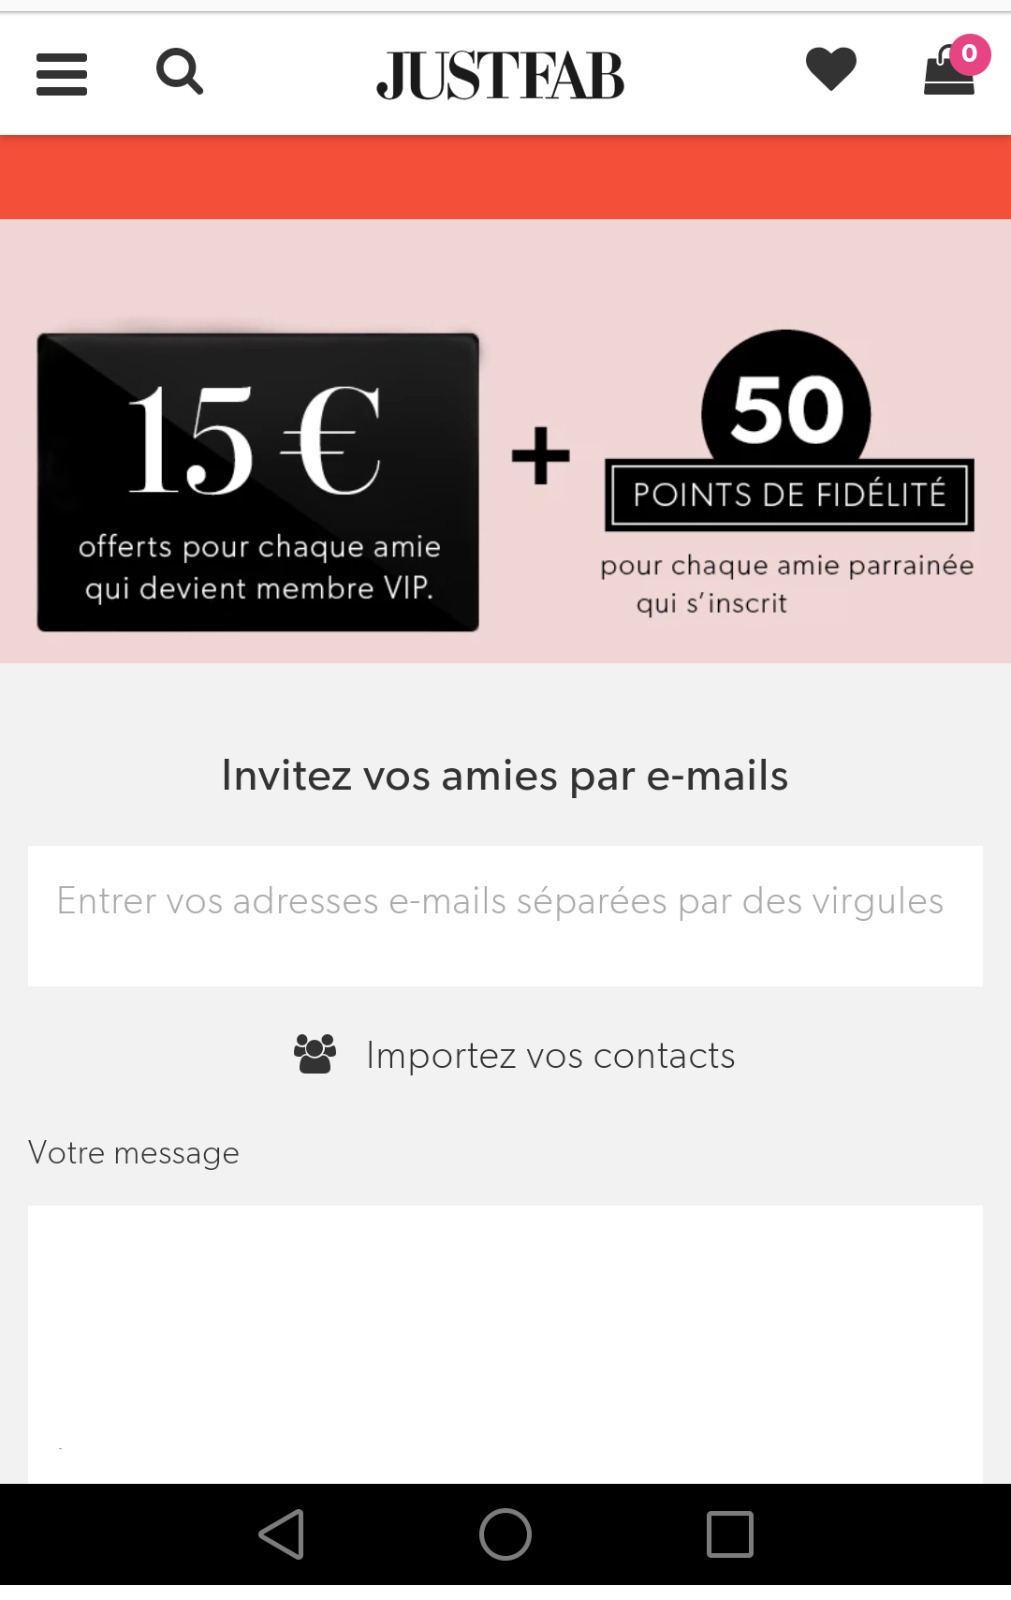 JUSTFAB
0
15 €
offerts pour chaque amie
qui devient membre VIP.
+
50
POINTS DE FIDÉLITÉ
pour chaque amie parrainée
qui s'inscrit
Invitez vos amies par e-mails
Entrer vos adresses e-mails séparées par des virgules
Importez vos contacts
Votre message